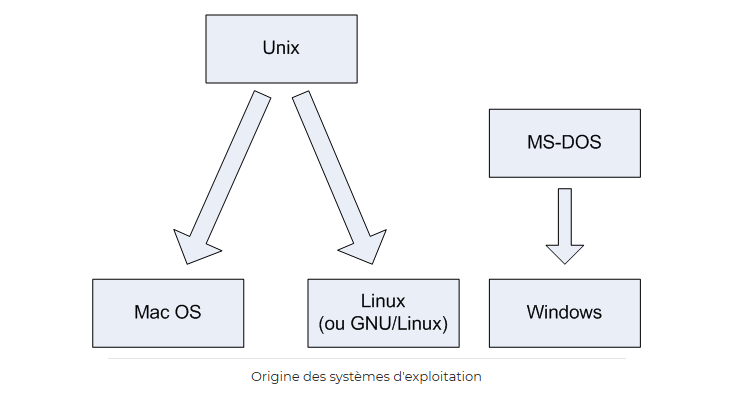 Unix
MS-DOS
Mac OS
Linux
(ou GNU/Linux)
Windows
Origine des systèmes d'exploitation